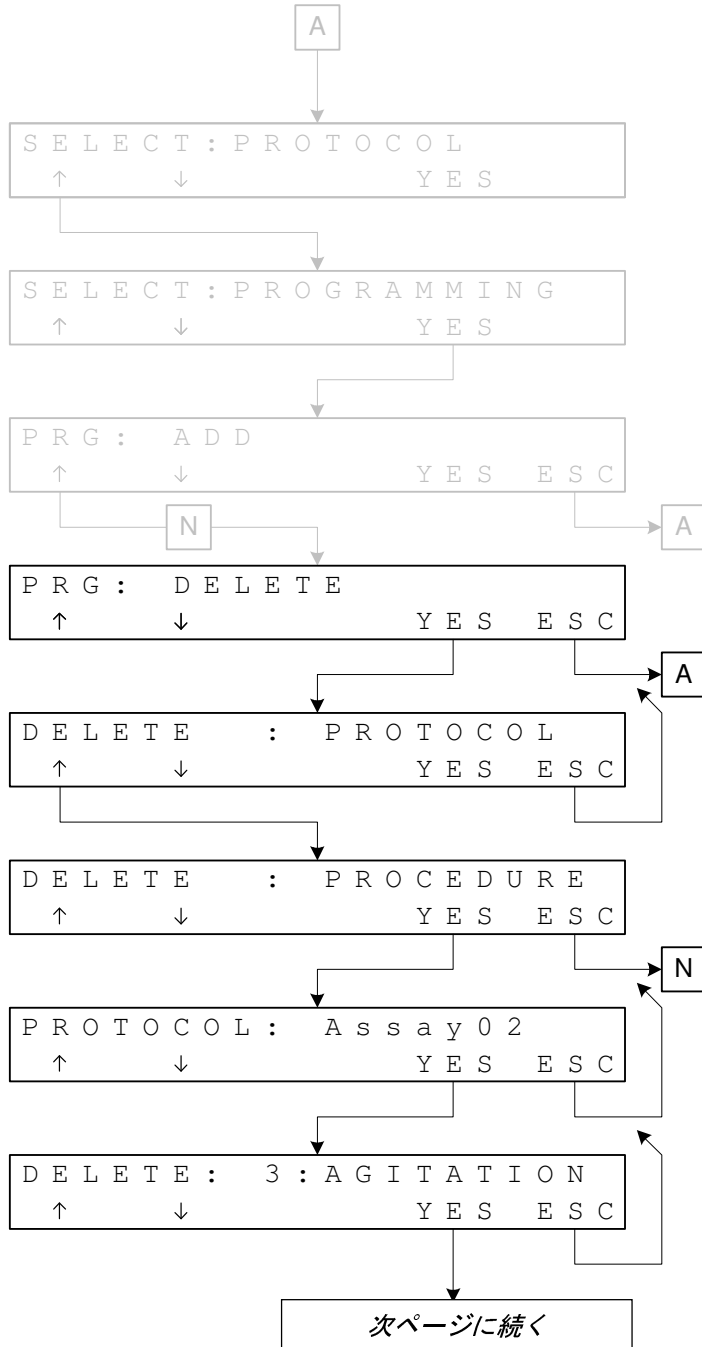 A
SELECT:PROTOCOL
↑ ↓ YES
SELECT:PROGRAMMING
↑ ↓ YES
PRG: ADD
↑ ↓ YES ESC
N
A
PRG: DELETE
↑ ↓ YES ESC
A
DELETE : PROTOCOL
↑ ↓ YES ESC
DELETE : PROCEDURE
↑ ↓ YES ESC
N
PROTOCOL: Assay02
↑ ↓ YES ESC
DELETE: 3:AGITATION
↑ ↓ YES ESC
次ページに続く